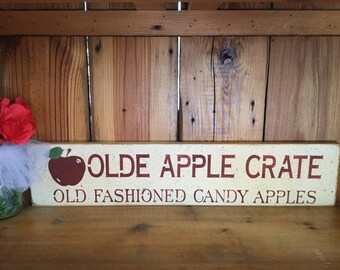 OLDE APPLE CRATE
OLD FASHIONED CANDY APPLES